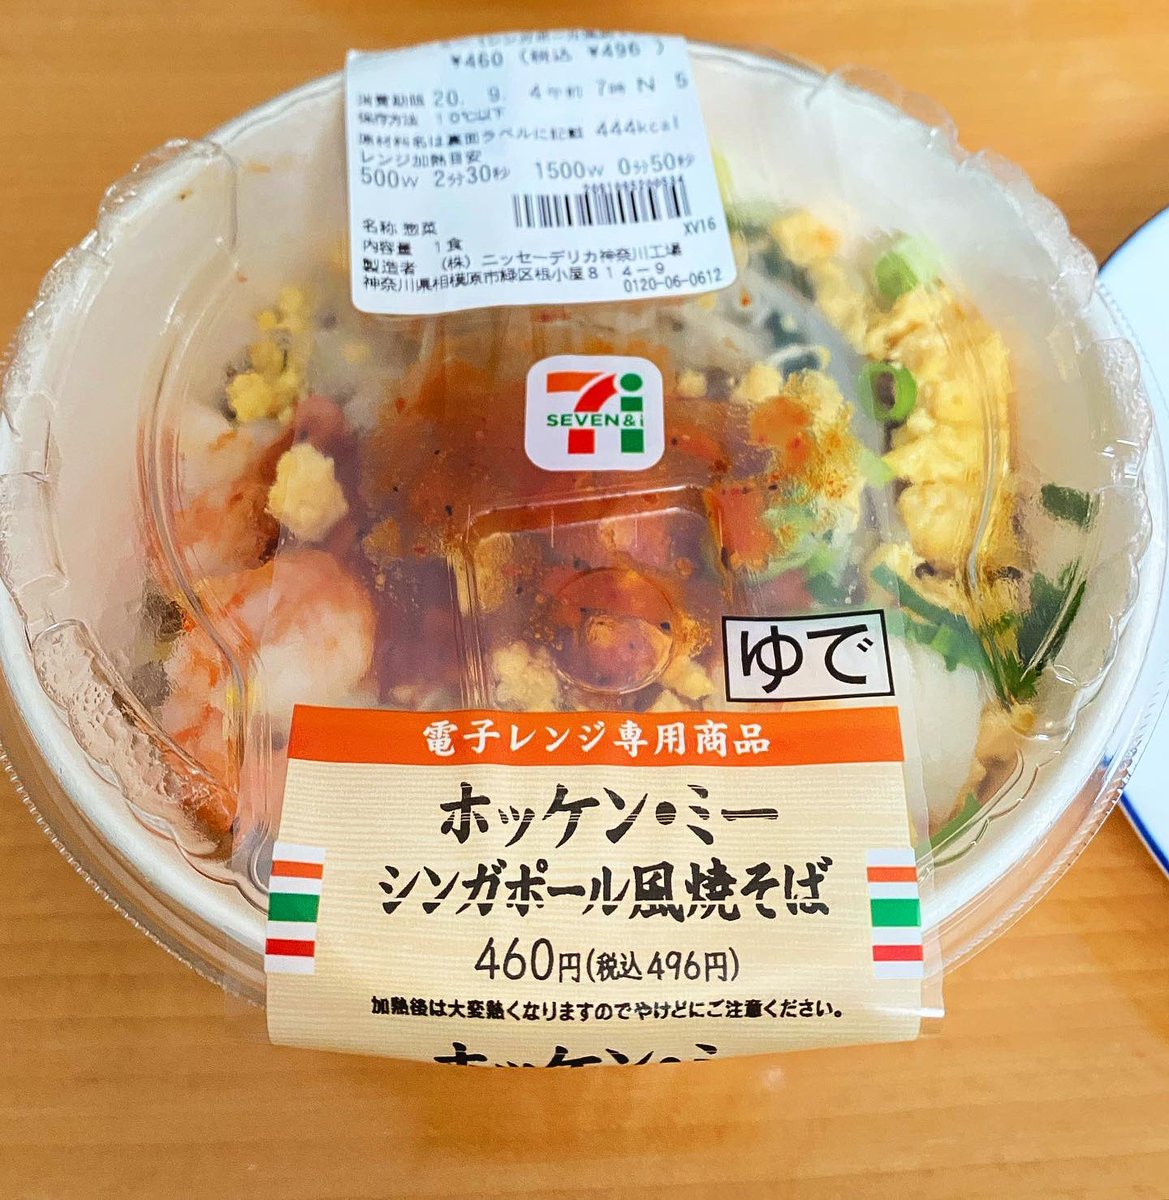 ¥460 (税込 ¥496 )
消費期限 20. 9. 4午前 7時 N 5
保存方法 10℃以下
原材料名は裏面ラベルに記載 444kcal
レンジ加熱目安
500W 2分30秒 1500W 0分50秒
XV16
名称 惣菜
内容量 1食
製造者 (株) ニッセーデリカ神奈川工場
神奈川県相模原市緑区根小屋814-9
0120-06-0612
7i
SEVEN&i
ゆで
電子レンジ専用商品
ホッケン・ミー
シンガポール風焼そば
460円(税込496円)
加熱後は大変熱くなりますのでやけどにご注意ください。
ホッケン・ミー